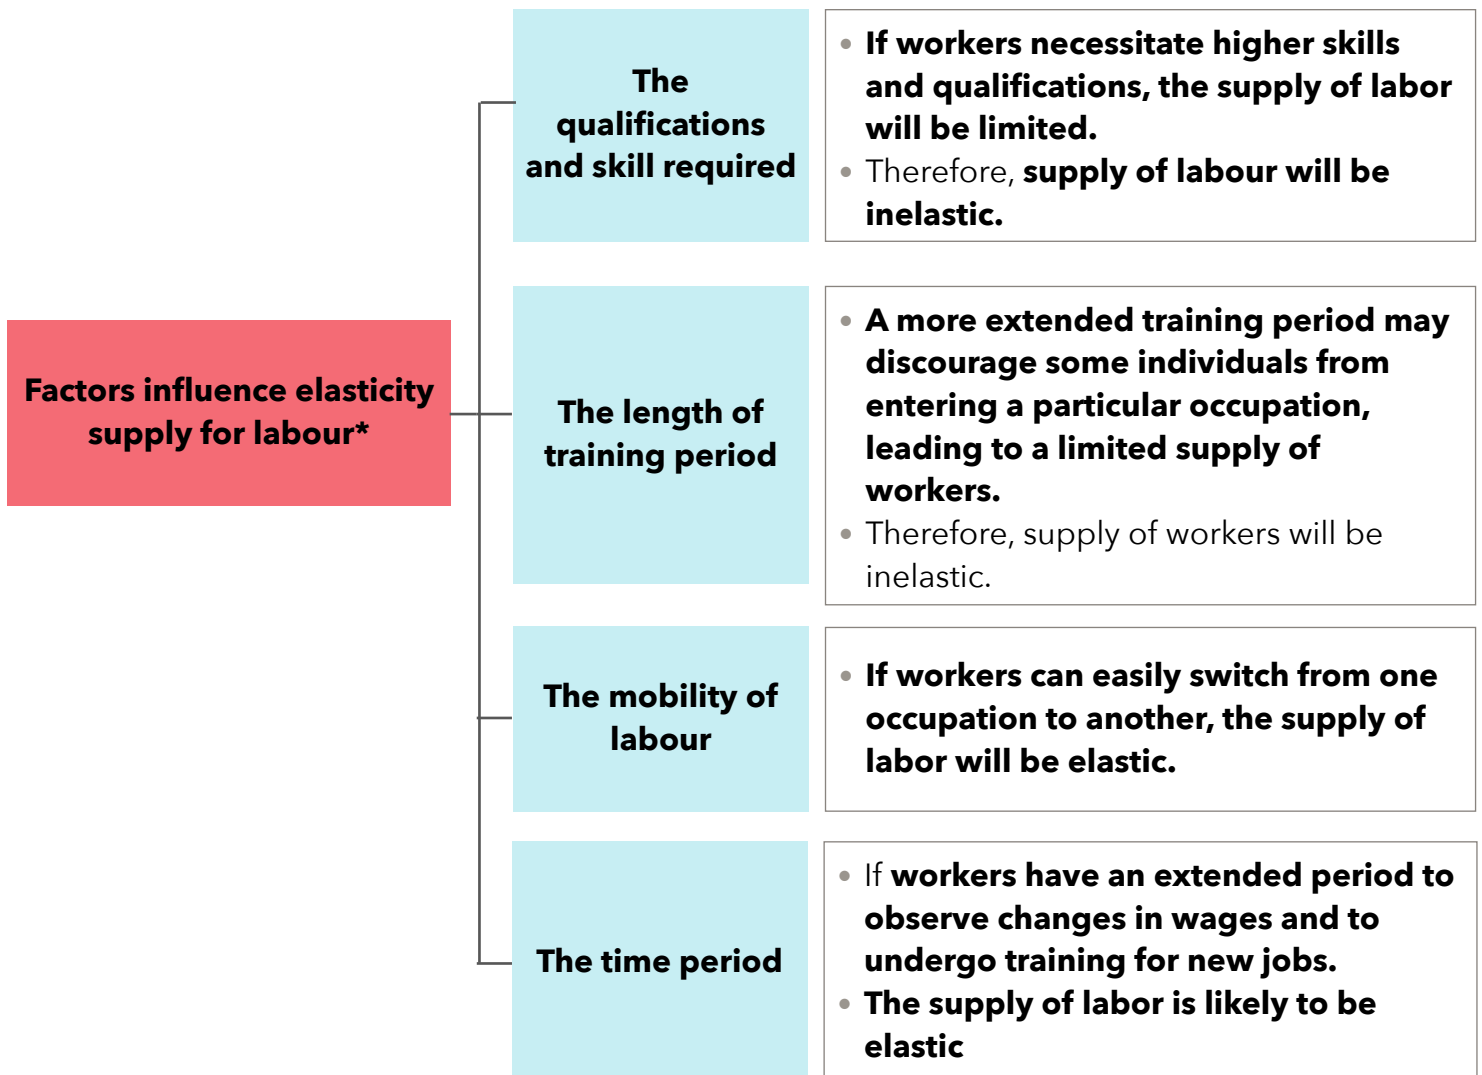 Factors influence elasticity
supply for labour*
The
qualifications
and skill required
• If workers necessitate higher skills
and qualifications, the supply of labor
will be limited.
• Therefore, supply of labour will be
inelastic.
The length of
training period
• A more extended training period may
discourage some individuals from
entering a particular occupation,
leading to a limited supply of
workers.
• Therefore, supply of workers will be
inelastic.
The mobility of
labour
• If workers can easily switch from one
occupation to another, the supply of
labor will be elastic.
The time period
• If workers have an extended period to
observe changes in wages and to
undergo training for new jobs.
• The supply of labor is likely to be
elastic